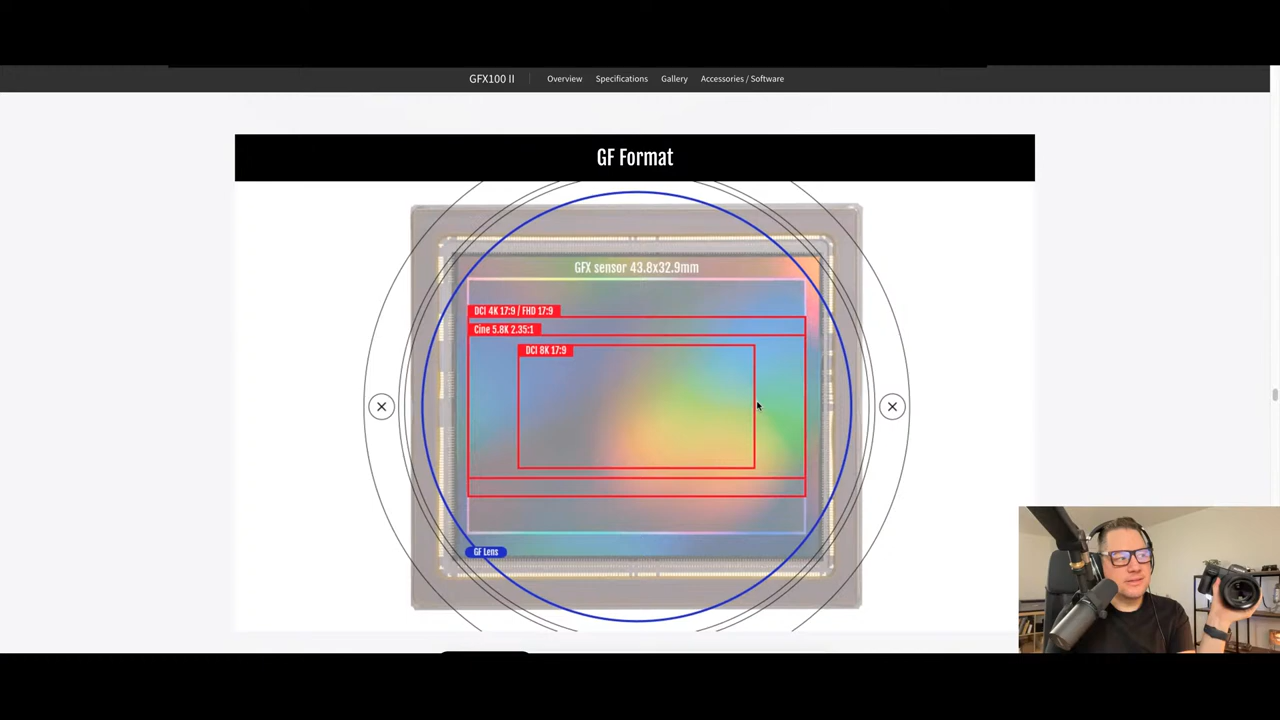 GFX100 II
Overview
Specifications
Gallery
Accessories / Software
GF Format
GFX sensor 43.8x32.9mm
DCI 4K 17:9 / FHD 17:9
Cine 5.8K 2.35:1
DCI 8K 17:9
GF Lens